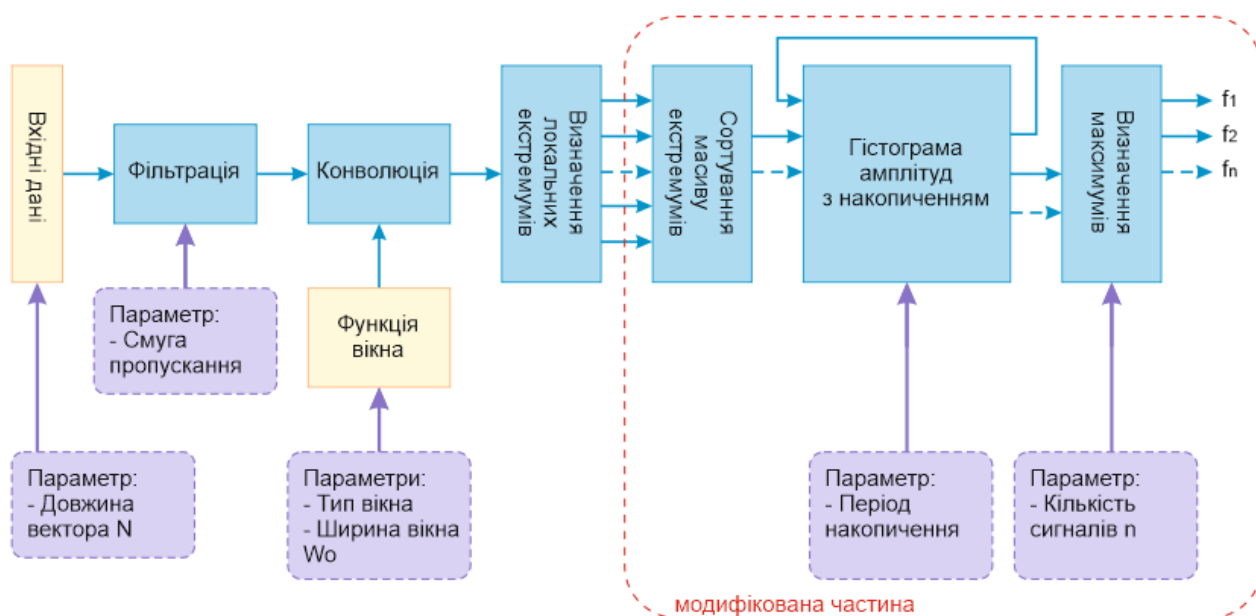 Вхідні дані
Фільтрація
Конволюція
Визначення
локальних
екстремумів
Сортування
масиву
екстремумів
Гістограма
амплітуд
з накопиченням
Визначення
максимумів
f1
f2
fn
Параметр:
- Смуга
пропускання
Функція
вікна
Параметр:
- Довжина
вектора N
Параметри:
- Тип вікна
- Ширина вікна
Wo
Параметр:
- Період
накопичення
Параметр:
- Кількість
сигналів n
модифікована частина